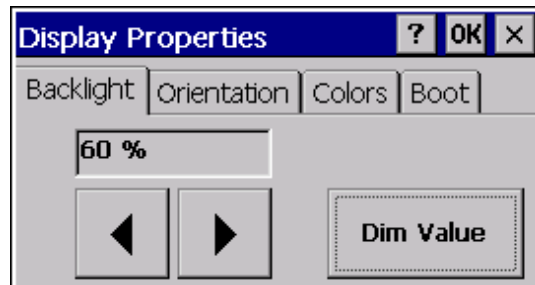 Display Properties ? OK ×
Backlight Orientation Colors Boot
60 %
Dim Value